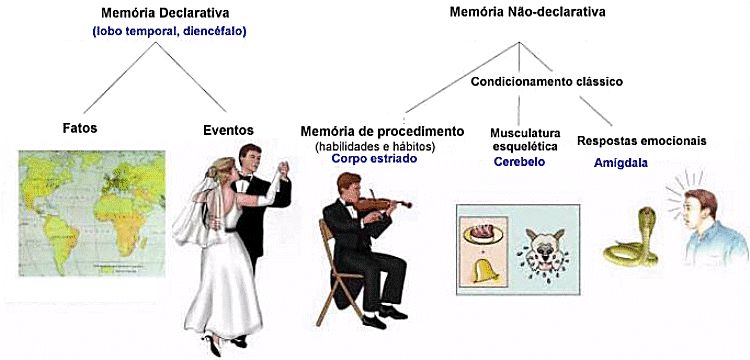 Memória Declarativa
(lobo temporal, diencéfalo)
Memória Não-declarativa
Condicionamento clássico
Fatos
Eventos
Memória de procedimento
(habilidades e hábitos)
Corpo estriado
Musculatura
esquelética
Cerebelo
Respostas emocionais
Amígdala